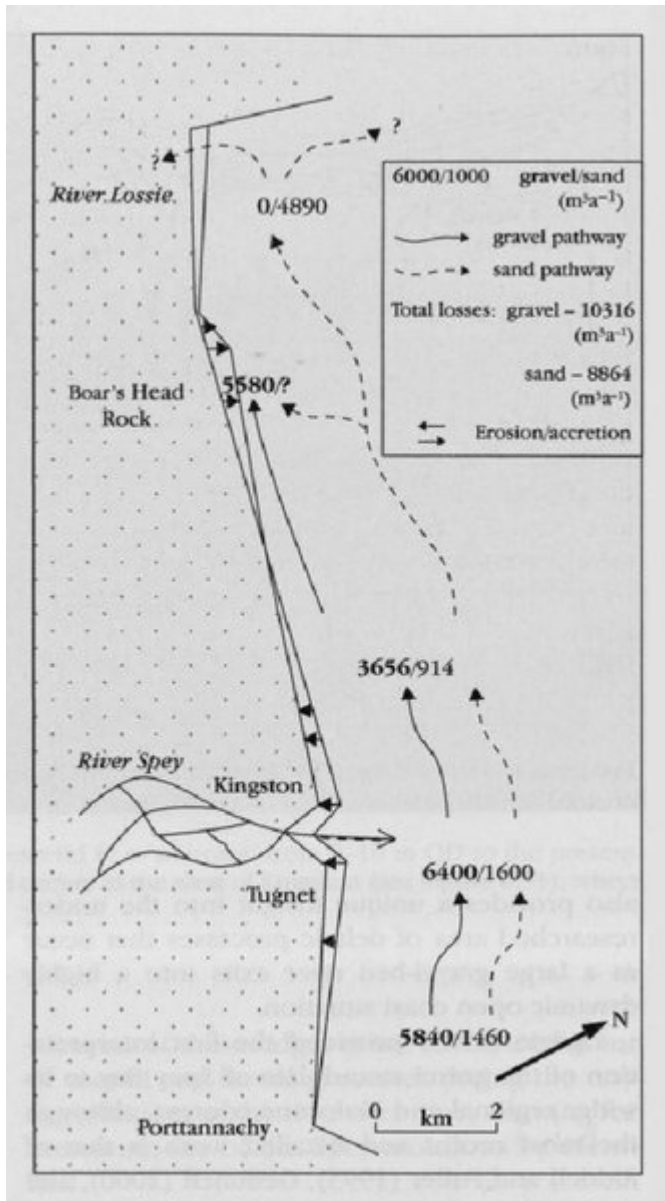 ?
?
River Lossie.
0/4890
6000/1000 gravel/sand
(m³a⁻¹)
gravel pathway
sand pathway
Total losses: gravel – 10316
(m³a⁻¹)
sand – 8864
(m³a⁻¹)
Erosion/accretion
5580/?
Boar's Head
Rock
3656/914
River Spey
Kingston
6400/1600
Tugnet
5840/1460
N
Porttannachy
0 2
km